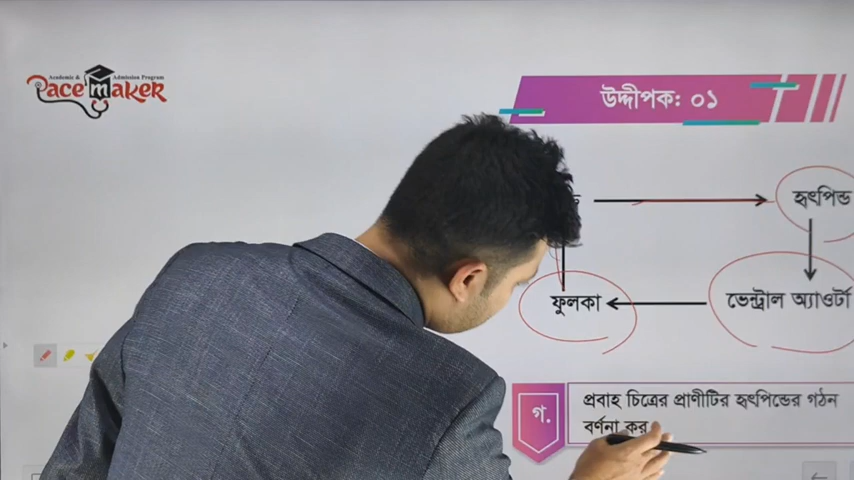 Academic & Admission Program
Pacemaker
উদ্দীপক: ০১
হৃৎপিন্ড
ফুলকা
ভেন্ট্রাল অ্যাওর্টা
গ.
প্রবাহ চিত্রের প্রাণীটির হৃৎপিন্ডের গঠন
বর্ণনা কর